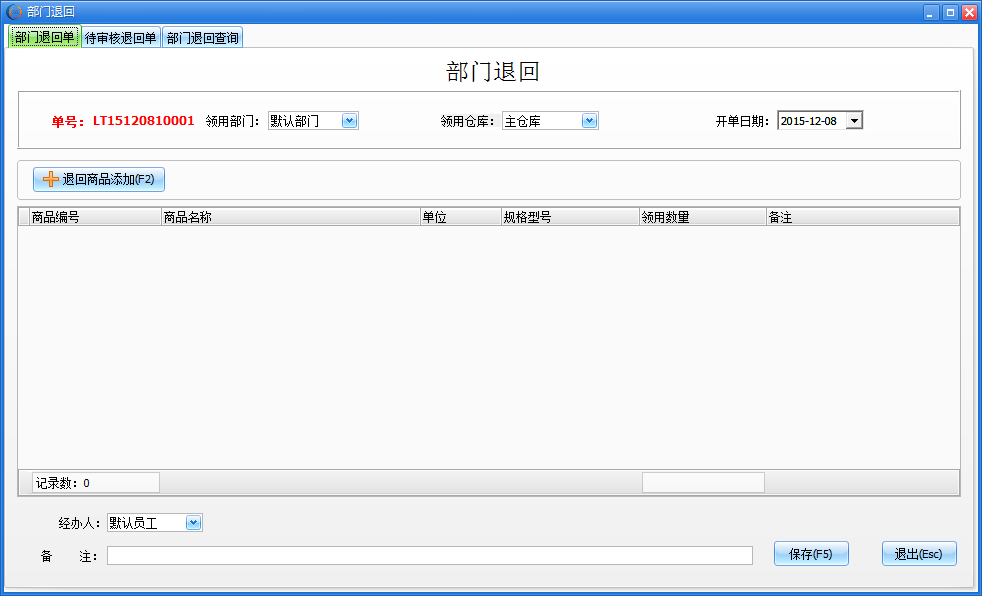 部门退回
部门退回单 待审核退回单 部门退回查询
部门退回
单号: LT15120810001 领用部门: 默认部门 领用仓库: 主仓库 开单日期: 2015-12-08
退回商品添加(F2)
商品编号 商品名称 单位 规格型号 领用数量 备注
记录数: 0
经办人: 默认员工
备 注: 保存(F5) 退出(Esc)